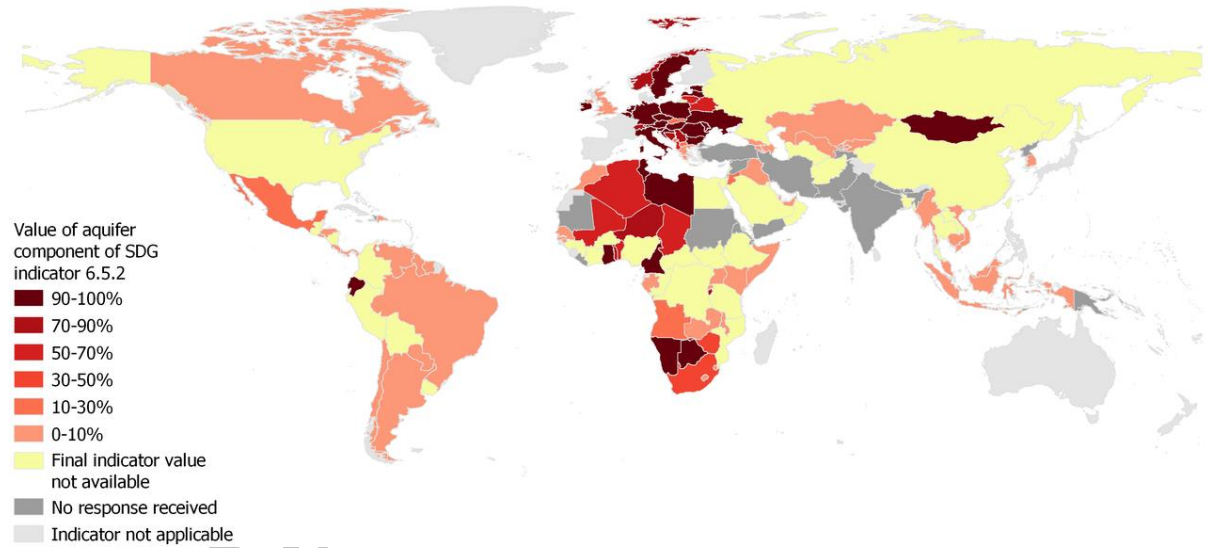 Value of aquifer
component of SDG
indicator 6.5.2
90-100%
70-90%
50-70%
30-50%
10-30%
0-10%
Final indicator value
not available
No response received
Indicator not applicable